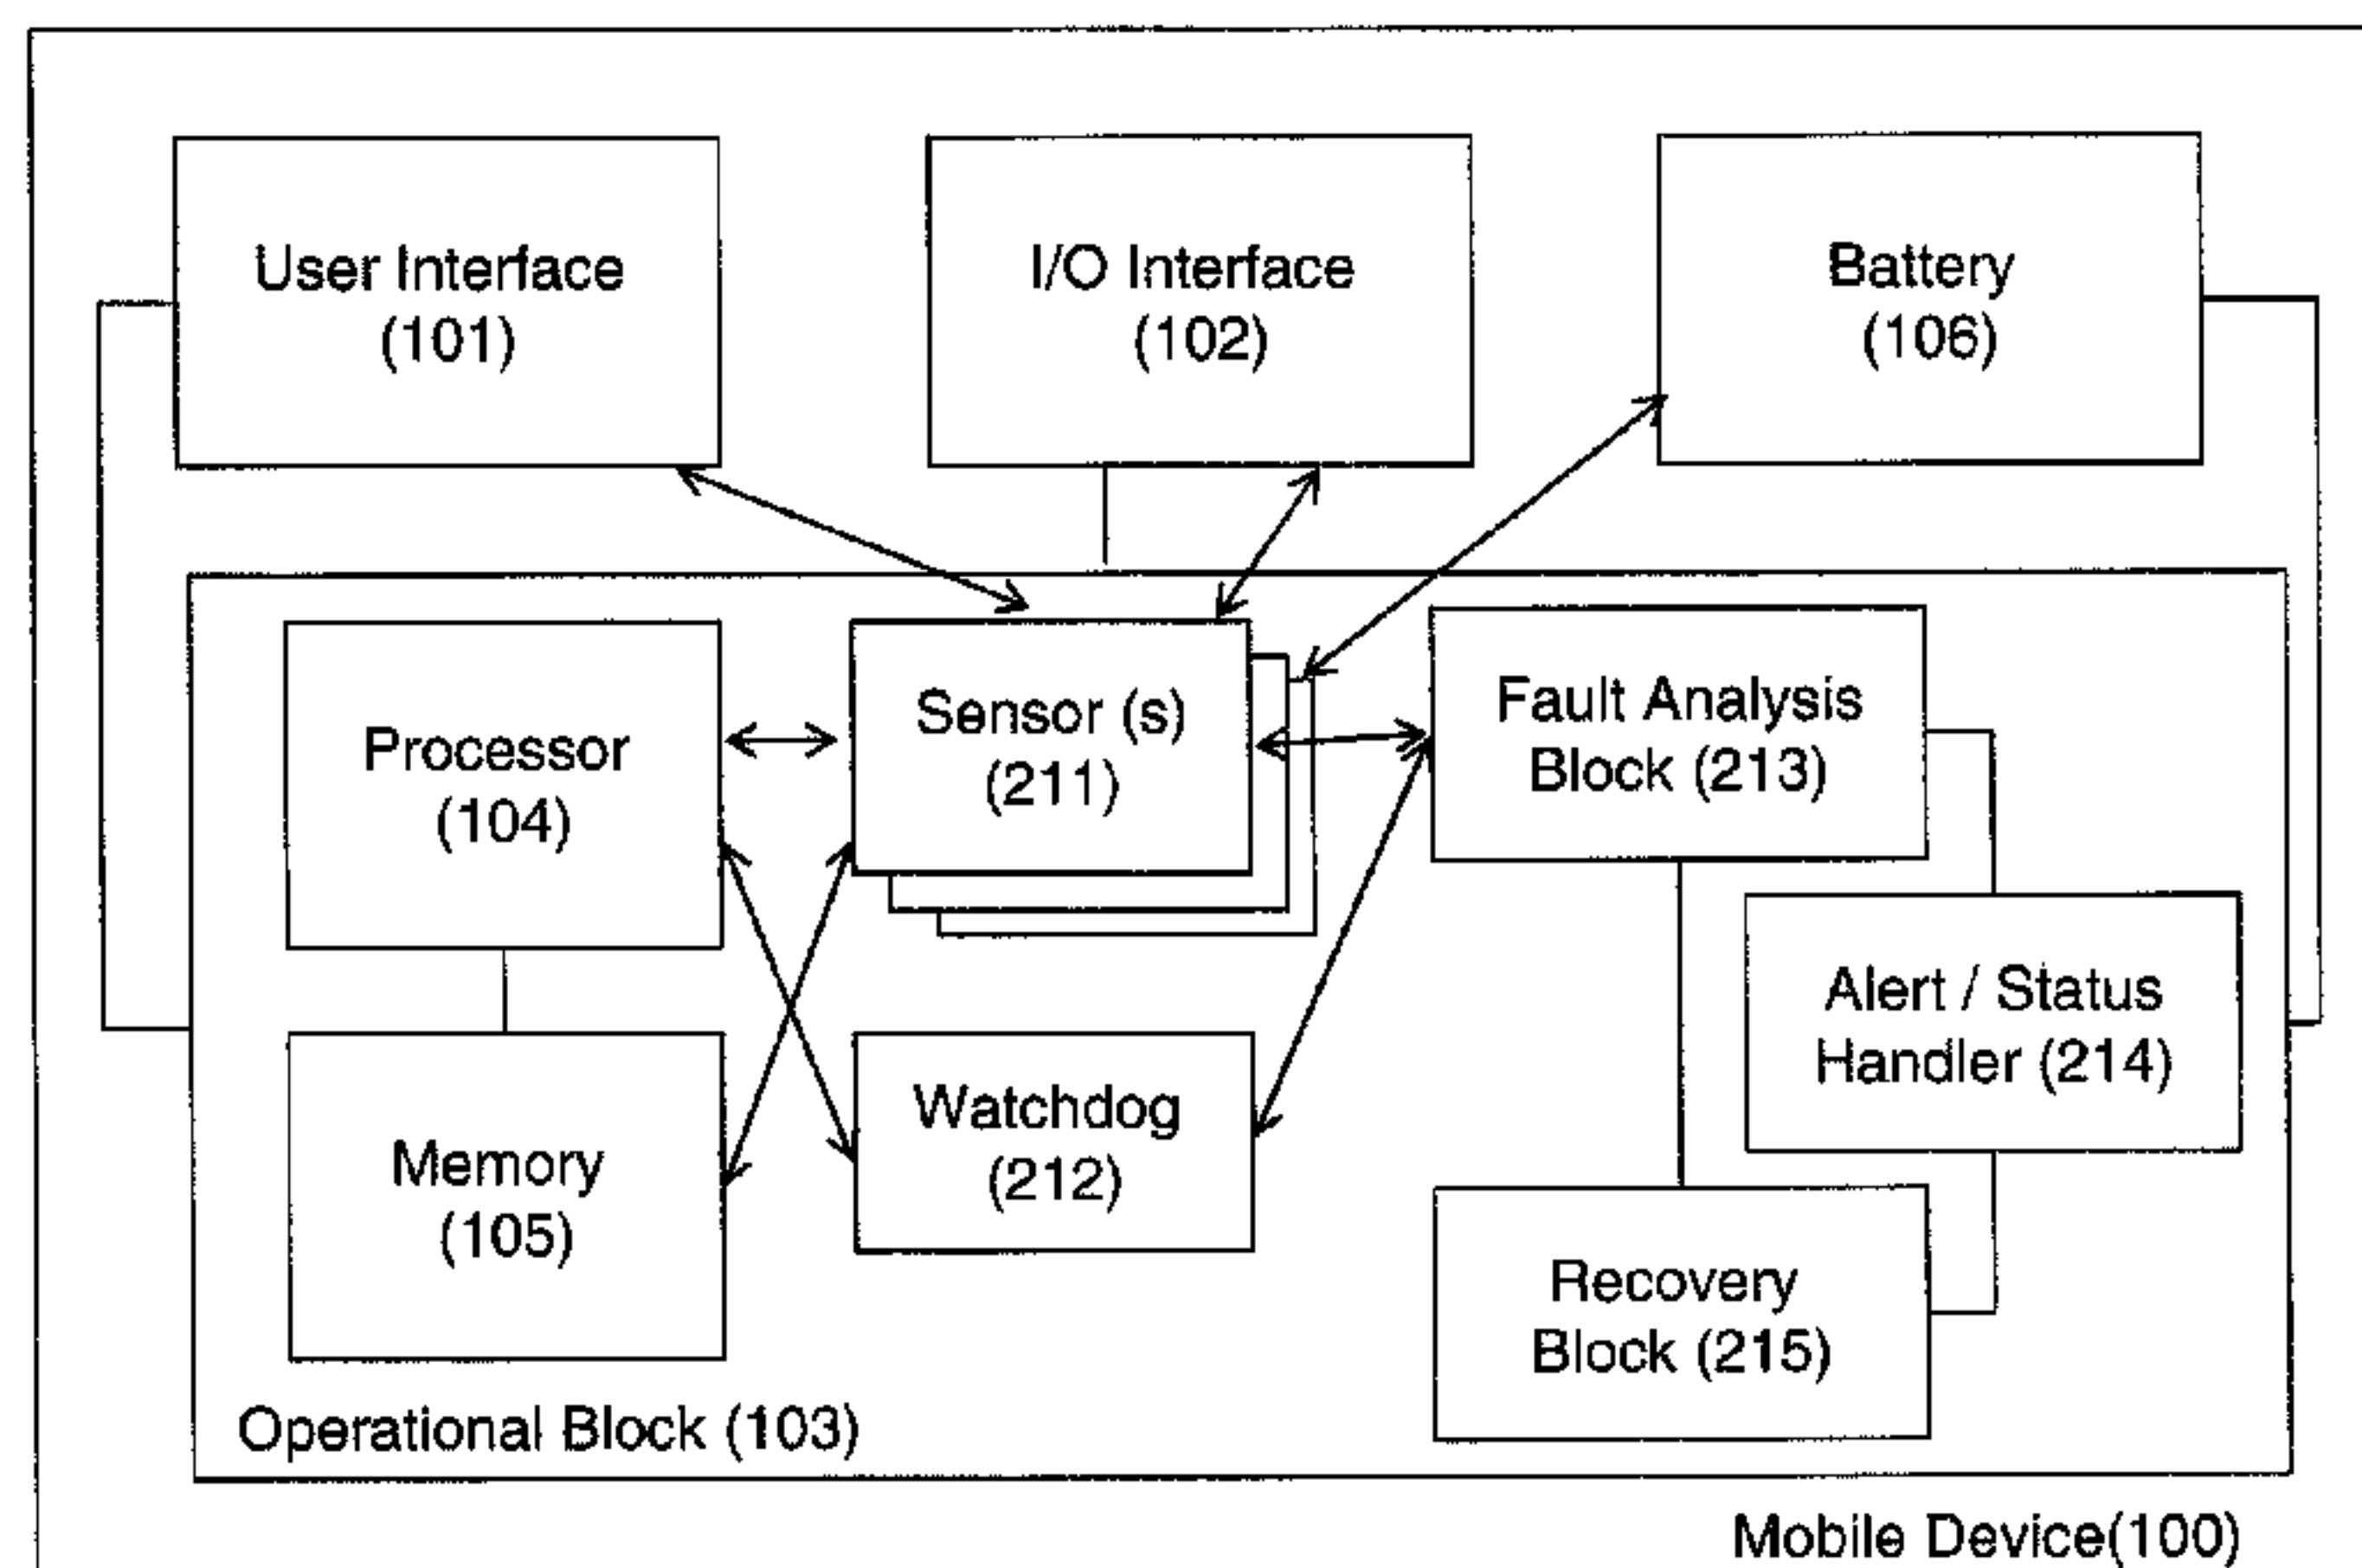 User Interface
(101)
I/O Interface
(102)
Battery
(106)
Processor
(104)
Sensor (s)
(211)
Fault Analysis
Block (213)
Alert / Status
Handler (214)
Memory
(105)
Watchdog
(212)
Recovery
Block (215)
Operational Block (103)
Mobile Device(100)